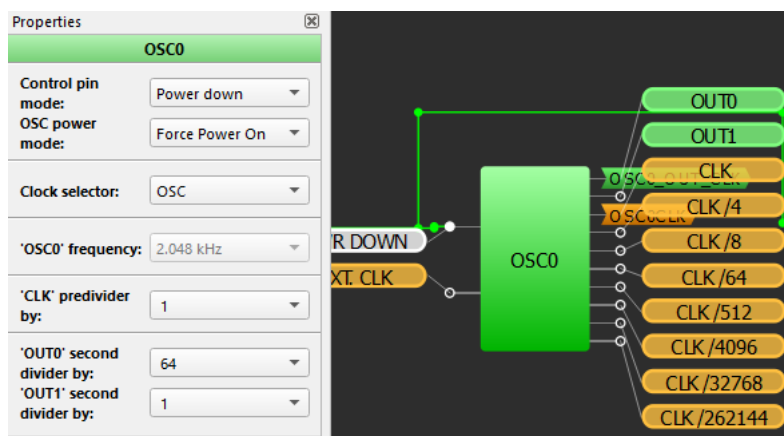 Properties
OSC0
Control pin
mode:
Power down
OSC power
mode:
Force Power On
Clock selector:
OSC
'OSC0' frequency:
2.048 kHz
'CLK' predivider
by:
1
'OUT0' second
divider by:
64
'OUT1' second
divider by:
1
R DOWN
XT. CLK
OSC0
OSC0_OUT_CLK
OSC0CLK
OUT0
OUT1
CLK
CLK /4
CLK /8
CLK /64
CLK /512
CLK /4096
CLK /32768
CLK /262144